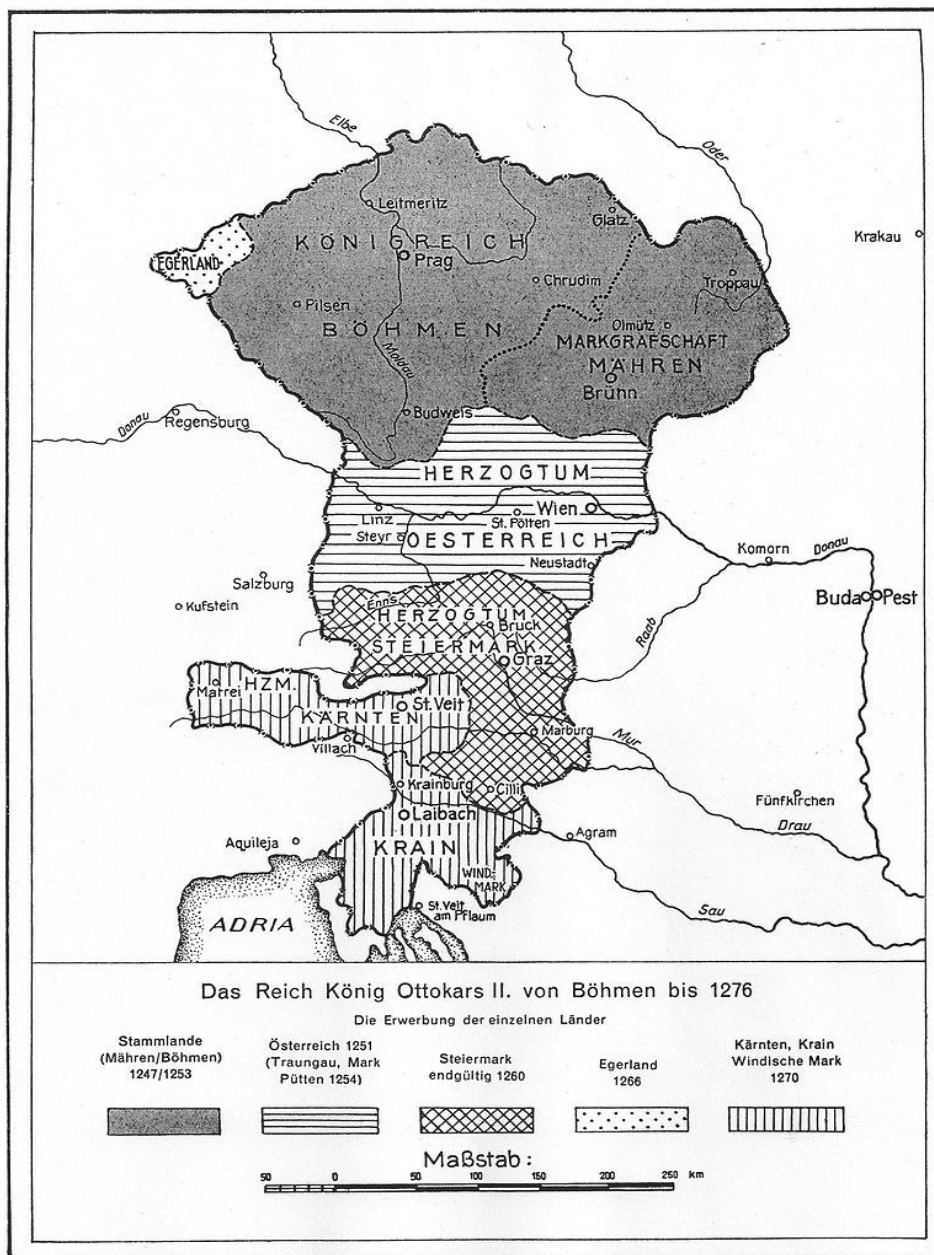 Elbe
Oder
Leitmeritz
Glatz
Krakau
KÖNIGREICH
EGERLAND
Prag
Chrudim
Troppau
Pilsen
Olmütz
BÖHMEN
MARKGRAFSCHAFT
MÄHREN
Moldau
Brünn
Donau
Regensburg
Budweis
HERZOGTUM
Linz
St. Pölten
Wien
Steyr
OESTERREICH
Neustadt
Komorn
Donau
Salzburg
Kufstein
Enns
HERZOGTUM
Bruck
Buda
Pest
STEIERMARK
Raab
Graz
Matrei
HZM.
St. Veit
KÄRNTEN
Villach
Marburg
Mur
Krainburg
Cilli
Fünfkirchen
Laibach
Drau
Agram
Aquileja
KRAIN
WIND.
MARK
St. Veit
am Pflaum
Sau
ADRIA
Das Reich König Ottokars II. von Böhmen bis 1276
Die Erwerbung der einzelnen Länder
Stammlande
(Mähren/Böhmen)
1247/1253
Österreich 1251
(Traungau, Mark
Pütten 1254)
Steiermark
endgültig 1260
Egerland
1266
Kärnten, Krain
Windische Mark
1270
Maßstab:
50 0 50 100 150 200 250 km